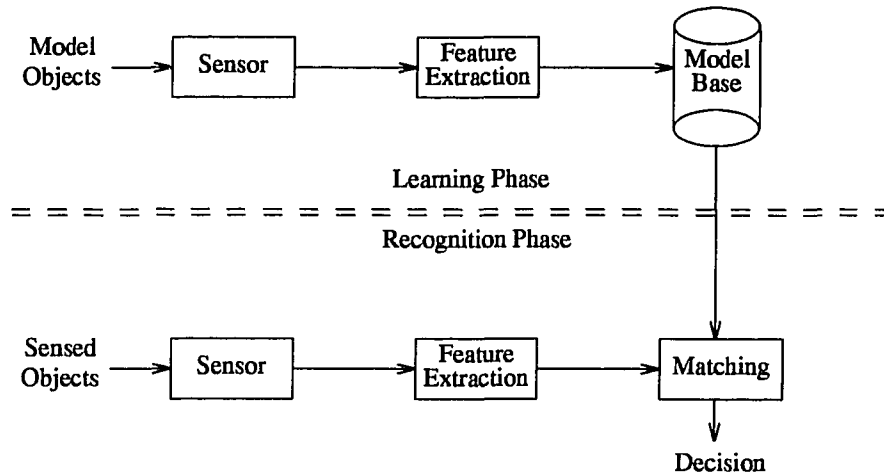 Model
Objects
Sensor
Feature
Extraction
Model
Base
Learning Phase
Recognition Phase
Sensed
Objects
Sensor
Feature
Extraction
Matching
Decision